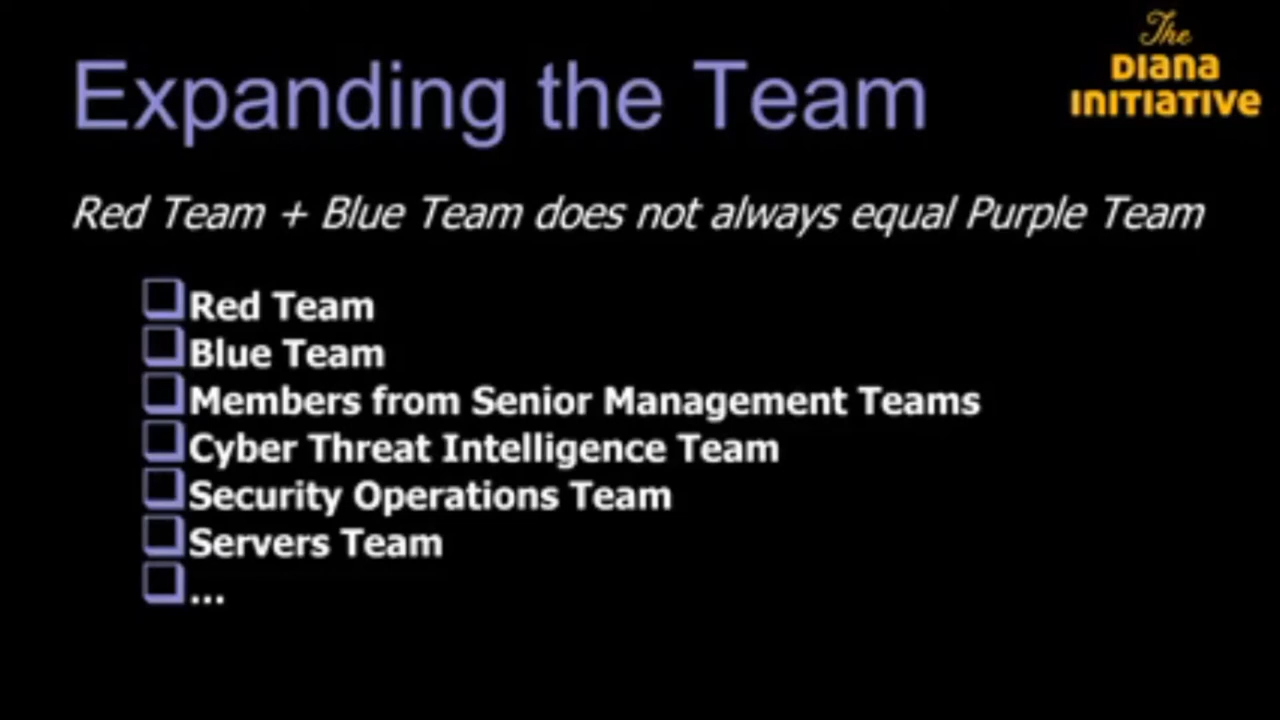 The
DIANA
INITIATIVE
Expanding the Team
Red Team + Blue Team does not always equal Purple Team
Red Team
Blue Team
Members from Senior Management Teams
Cyber Threat Intelligence Team
Security Operations Team
Servers Team
...